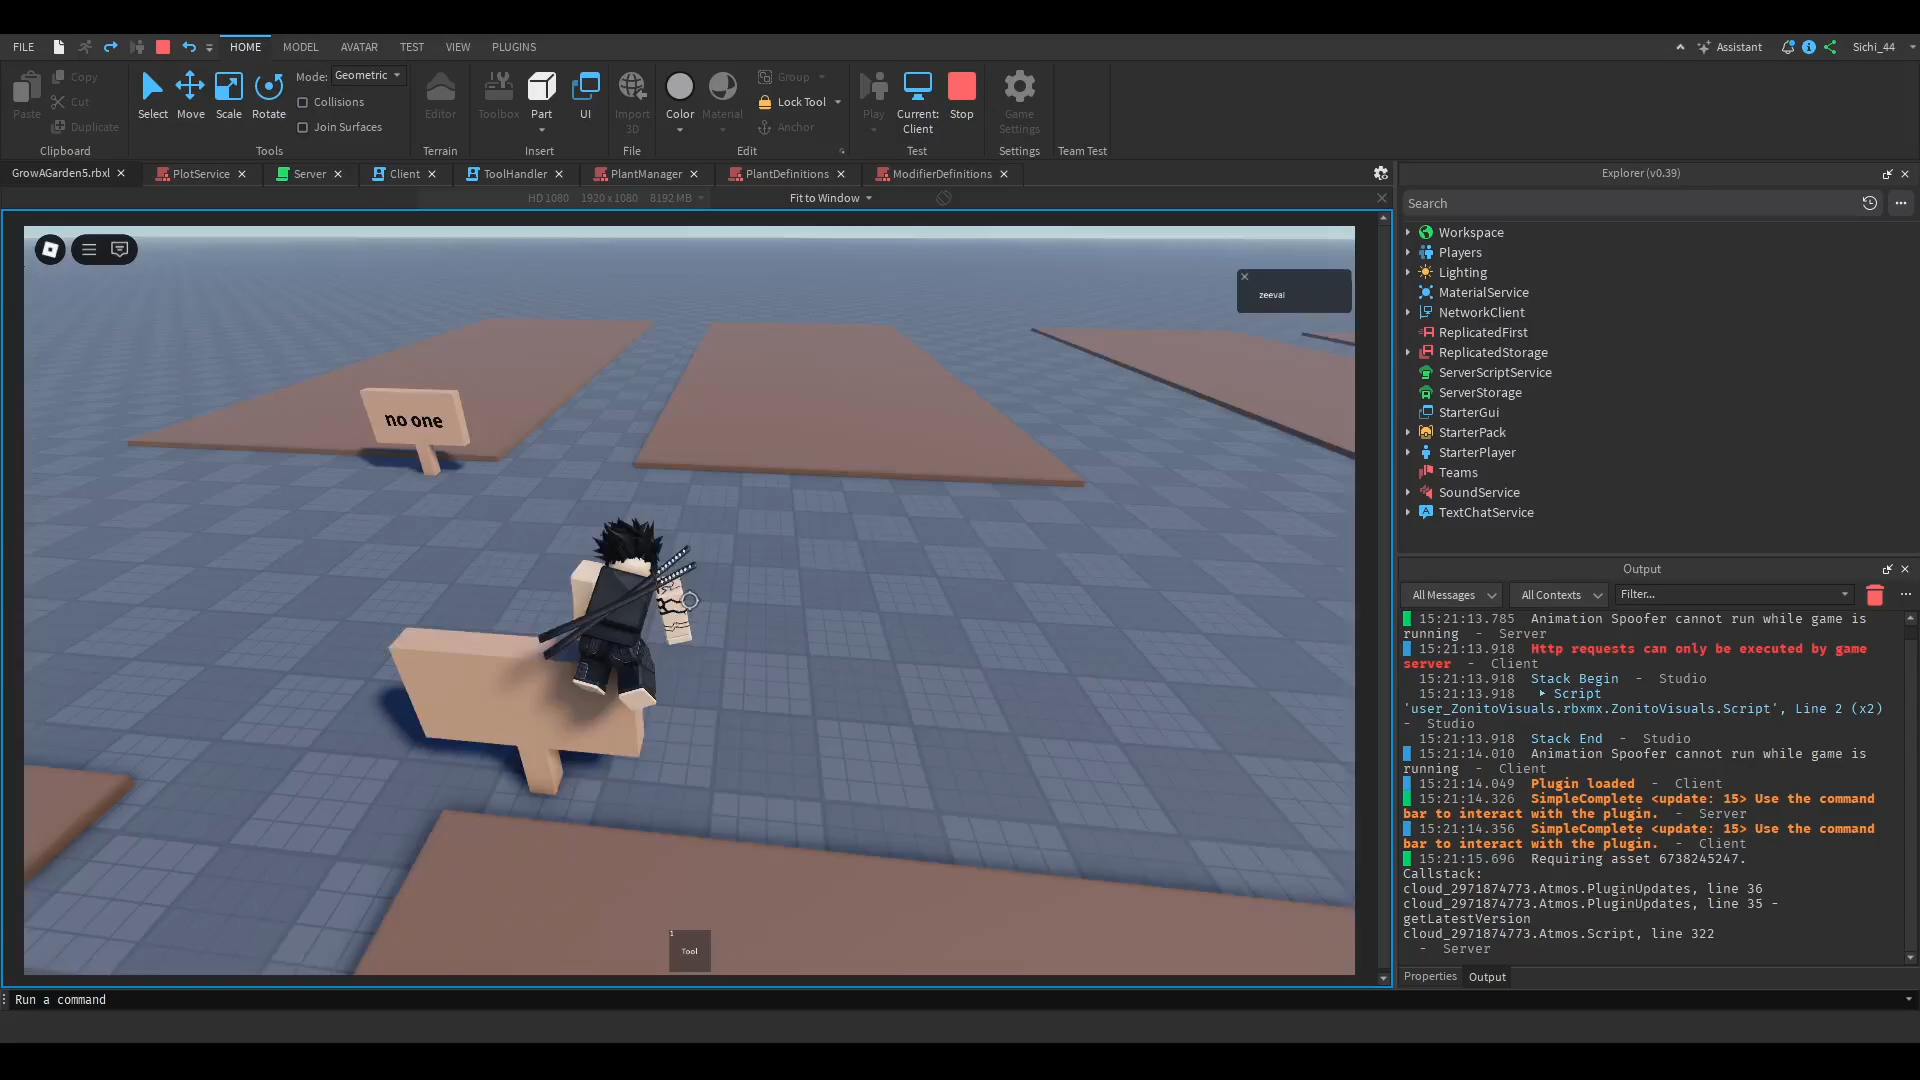 FILE HOME MODEL AVATAR TEST VIEW PLUGINS Assistant Sichi_44
Paste Copy Cut Duplicate Clipboard
Select Move Scale Rotate Mode: Geometric Collisions Join Surfaces Tools
Editor Terrain
Toolbox Part UI Insert
Import 3D File
Color Material Group Lock Tool Anchor Edit
Play Current: Client Stop Test
Game Settings Settings
Team Test
GrowAGarden5.rbxl PlotService Server Client ToolHandler PlantManager PlantDefinitions ModifierDefinitions
HD 1080 1920 x 1080 8192 MB Fit to Window
zeeval
no one
1
Tool
Run a command
Explorer (v0.39)
Search
Workspace
Players
Lighting
MaterialService
NetworkClient
ReplicatedFirst
ReplicatedStorage
ServerScriptService
ServerStorage
StarterGui
StarterPack
StarterPlayer
Teams
SoundService
TextChatService
Output
All Messages All Contexts Filter...
15:21:13.785 Animation Spoofer cannot run while game is
running - Server
15:21:13.918 Http requests can only be executed by game
server - Client
15:21:13.918 Stack Begin - Studio
15:21:13.918 Script
'user_ZonitoVisuals.rbxmx.ZonitoVisuals.Script', Line 2 (x2)
- Studio
15:21:13.918 Stack End - Studio
15:21:14.010 Animation Spoofer cannot run while game is
running - Client
15:21:14.049 Plugin loaded - Client
15:21:14.326 SimpleComplete <update: 15> Use the command
bar to interact with the plugin. - Server
15:21:14.356 SimpleComplete <update: 15> Use the command
bar to interact with the plugin. - Client
15:21:15.696 Requiring asset 6738245247.
Callstack:
cloud_2971874773.Atmos.PluginUpdates, line 36
cloud_2971874773.Atmos.PluginUpdates, line 35 -
getLatestVersion
cloud_2971874773.Atmos.Script, line 322
- Server
Properties Output